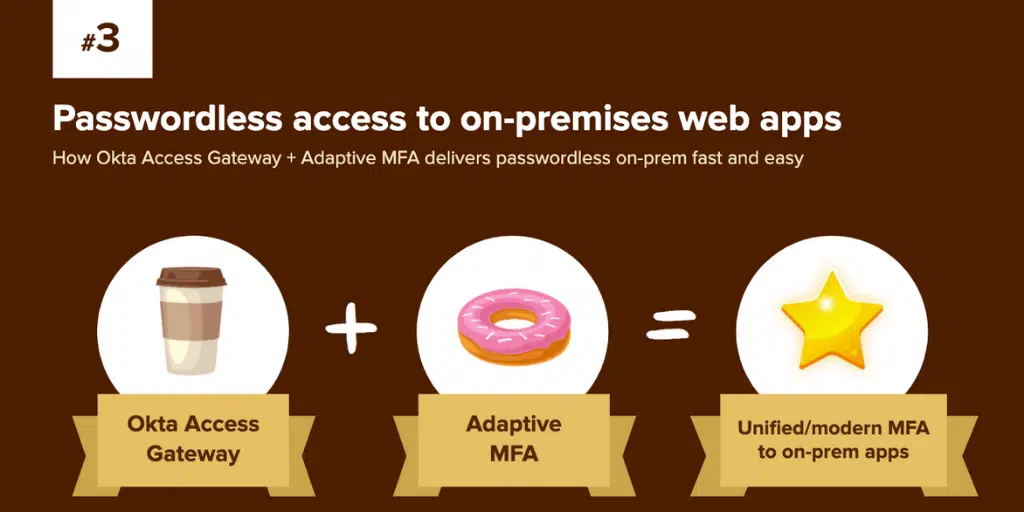 #3
Passwordless access to on-premises web apps
How Okta Access Gateway + Adaptive MFA delivers passwordless on-prem fast and easy
+
=
Okta Access
Gateway
Adaptive
MFA
Unified/modern MFA
to on-prem apps